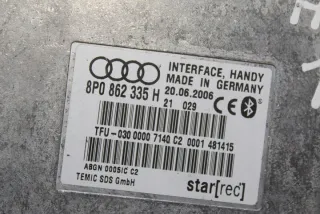 INTERFACE, HANDY
MADE IN GERMANY
8P0 862 335 H 20.06.2006
21 029
CE
TFU-030 0000 7140 C2 0001 481415
ABGN 0005IC C2
TEMIC SDS GmbH
star[rec]